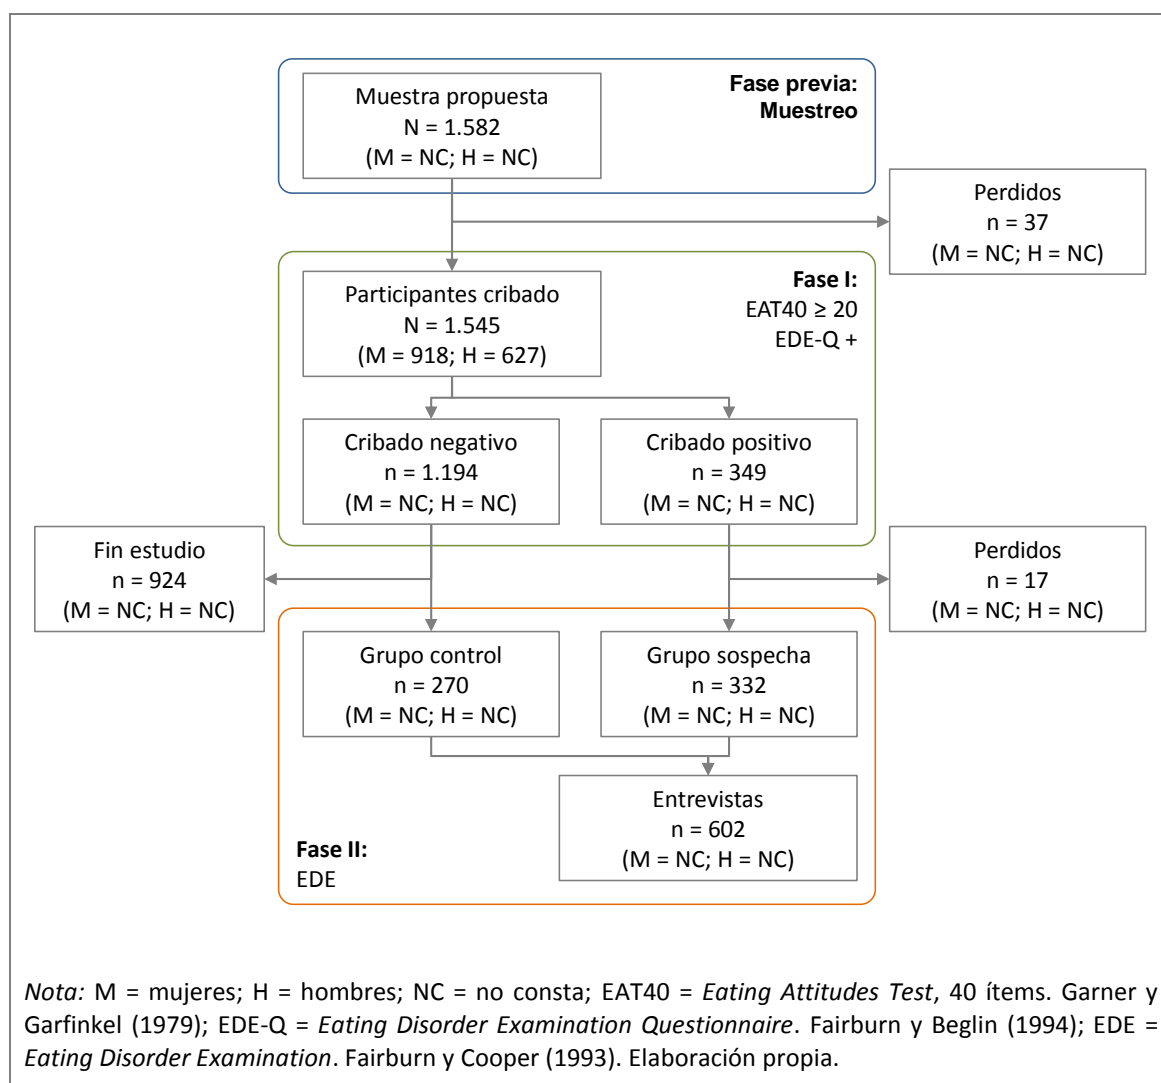 Fase previa:
Muestreo
Muestra propuesta
N = 1.582
(M = NC; H = NC)
Perdidos
n = 37
(M = NC; H = NC)
Fase I:
EAT40 ≥ 20
EDE-Q +
Participantes cribado
N = 1.545
(M = 918; H = 627)
Cribado negativo
n = 1.194
(M = NC; H = NC)
Cribado positivo
n = 349
(M = NC; H = NC)
Fin estudio
n = 924
(M = NC; H = NC)
Perdidos
n = 17
(M = NC; H = NC)
Grupo control
n = 270
(M = NC; H = NC)
Grupo sospecha
n = 332
(M = NC; H = NC)
Entrevistas
n = 602
(M = NC; H = NC)
Fase II:
EDE
Nota: M = mujeres; H = hombres; NC = no consta; EAT40 = Eating Attitudes Test, 40 ítems. Garner y
Garfinkel (1979); EDE-Q = Eating Disorder Examination Questionnaire. Fairburn y Beglin (1994); EDE =
Eating Disorder Examination. Fairburn y Cooper (1993). Elaboración propia.